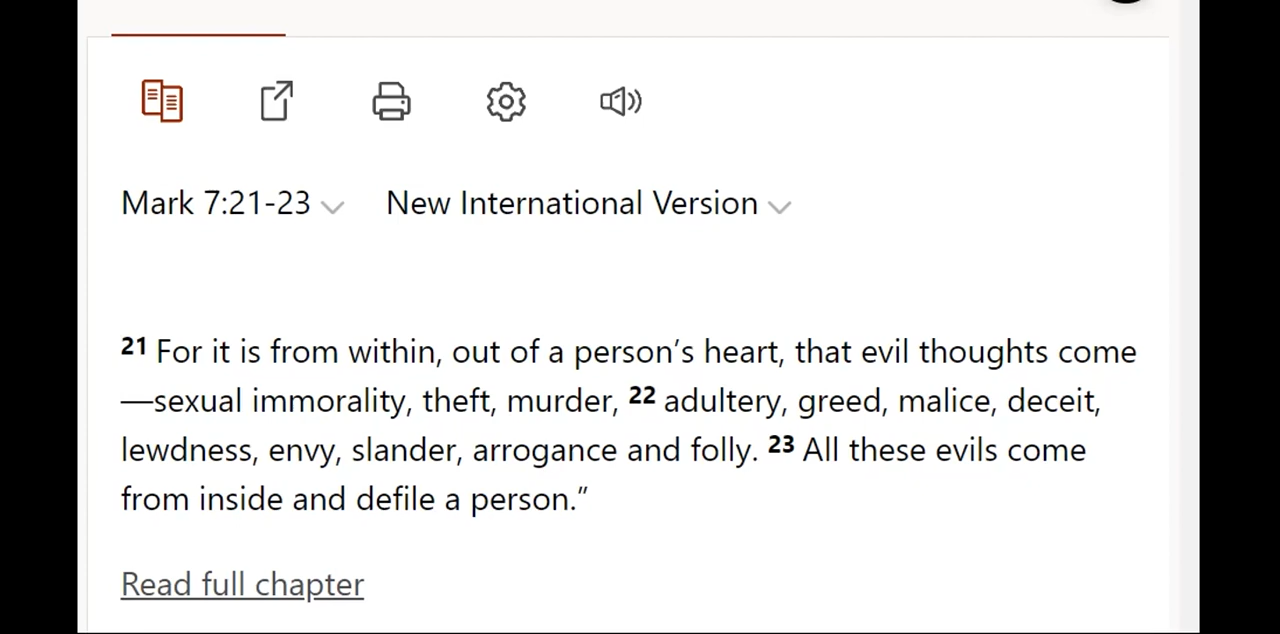 Mark 7:21-23 New International Version
21 For it is from within, out of a person’s heart, that evil thoughts come
—sexual immorality, theft, murder, 22 adultery, greed, malice, deceit,
lewdness, envy, slander, arrogance and folly. 23 All these evils come
from inside and defile a person.”
Read full chapter